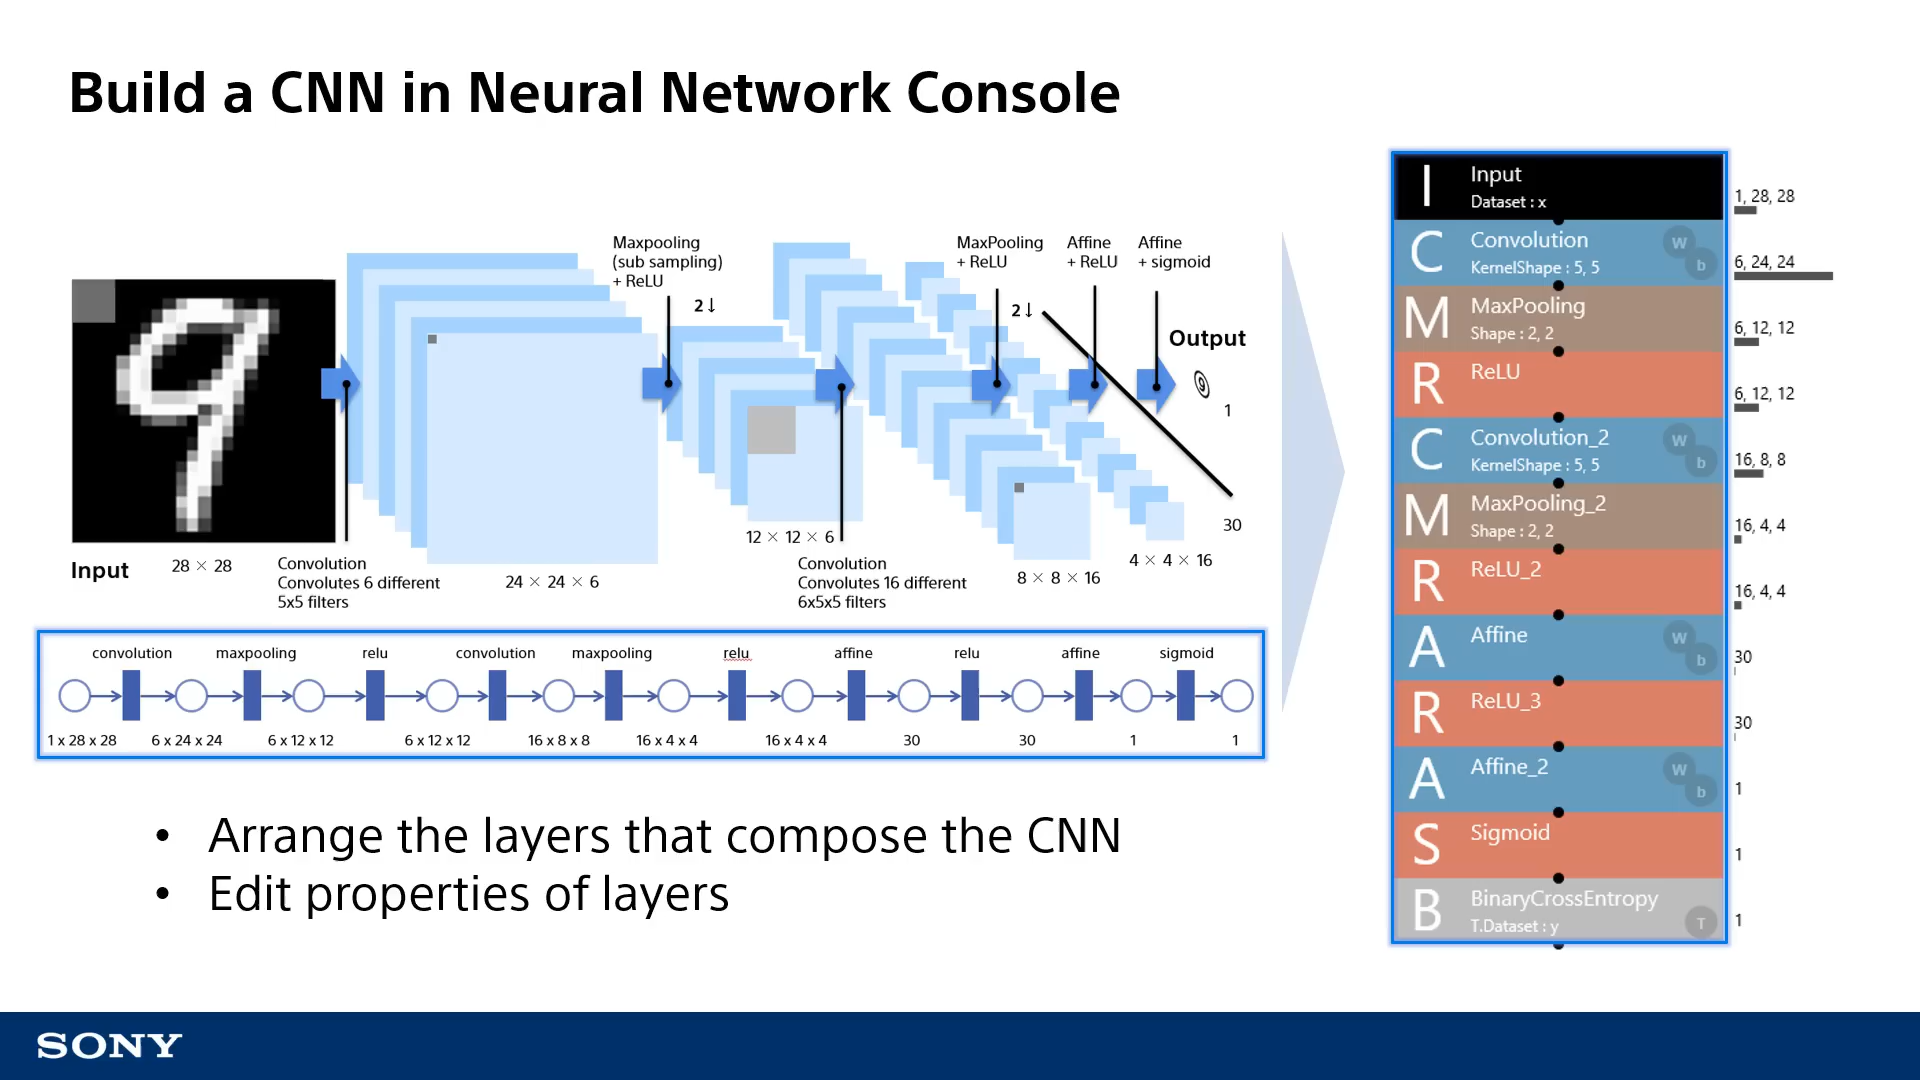 Build a CNN in Neural Network Console
Maxpooling
(sub sampling)
+ ReLU
2↓
MaxPooling
+ ReLU
2↓
Affine
+ ReLU
Affine
+ sigmoid
Output
1
30
Input
28 × 28
Convolution
Convolutes 6 different
5x5 filters
24 × 24 × 6
12 × 12 × 6
Convolution
Convolutes 16 different
6x5x5 filters
8 × 8 × 16
4 × 4 × 16
convolution maxpooling relu convolution maxpooling relu affine relu affine sigmoid
1 x 28 x 28 6 x 24 x 24 6 x 12 x 12 6 x 12 x 12 16 x 8 x 8 16 x 4 x 4 16 x 4 x 4 30 30 1 1
• Arrange the layers that compose the CNN
• Edit properties of layers
I Input
Dataset : x
1, 28, 28
C Convolution W
KernelShape : 5, 5 b
6, 24, 24
M MaxPooling
Shape : 2, 2
6, 12, 12
R ReLU
6, 12, 12
C Convolution_2 W
KernelShape : 5, 5 b
16, 8, 8
M MaxPooling_2
Shape : 2, 2
16, 4, 4
R ReLU_2
16, 4, 4
A Affine W
b
30
R ReLU_3
30
A Affine_2 W
b
1
S Sigmoid
1
B BinaryCrossEntropy
T.Dataset : y T
1
SONY